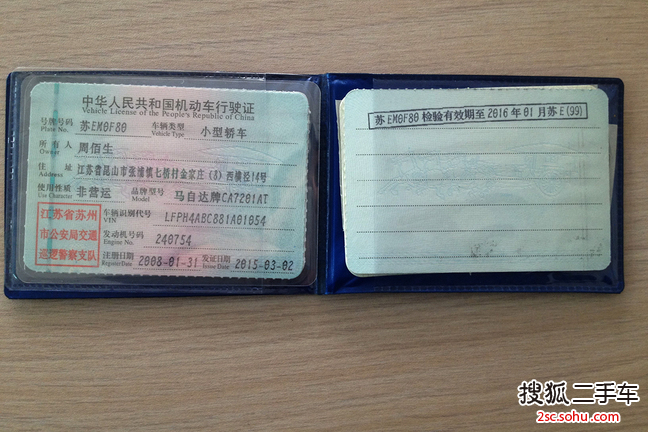 中华人民共和国机动车行驶证
Vehicle License of the People's Republic of China
号牌号码 苏EM0F80 车辆类型 小型轿车
Plate No. Vehicle Type
所有人 周佰生
Owner
住址 江苏省昆山市张浦镇七桥村金家庄(8)西横泾14号
Address
使用性质 非营运 品牌型号 马自达牌CA7201AT
Use Character Model
江苏省苏州
市公安局交通
巡逻警察支队
车辆识别代号 LFPH4ABC881A01054
VIN
发动机号码 240754
Engine No.
注册日期 2008-01-31 发证日期 2015-03-02
Register Date Issue Date
苏EM0F80 检验有效期至 2016年01月苏E(99)
搜狐二手车
2sc.sohu.com